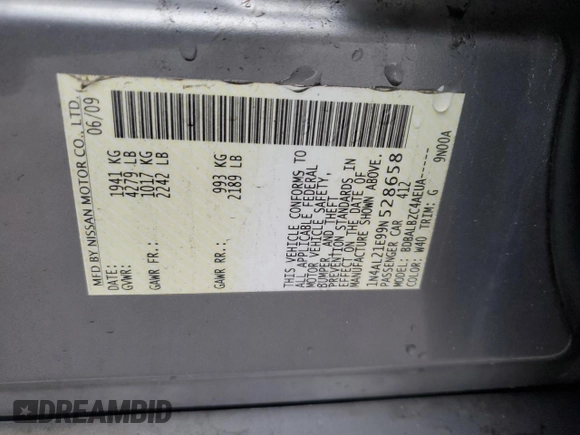 MFD BY NISSAN MOTOR CO., LTD.
06/09
GVWR: 1941 KG
4279 LB
GAWR FR.: 1017 KG
2242 LB
GAWR RR.: 993 KG
2189 LB
THIS VEHICLE CONFORMS TO
ALL APPLICABLE FEDERAL
MOTOR VEHICLE SAFETY,
BUMPER, AND THEFT
PREVENTION STANDARDS IN
EFFECT ON THE DATE OF
MANUFACTURE SHOWN ABOVE.
1N4AL21E99N528658
PASSENGER CAR 412
MODEL: BDBALBZC4AEUA-----
COLOR: W40 TRIM: G 9N00A
DREAMBID